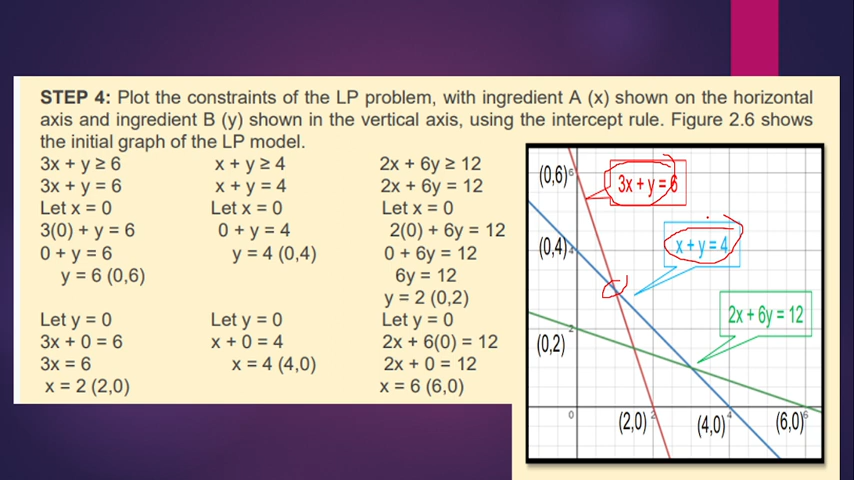 STEP 4: Plot the constraints of the LP problem, with ingredient A (x) shown on the horizontal
axis and ingredient B (y) shown in the vertical axis, using the intercept rule. Figure 2.6 shows
the initial graph of the LP model.
3x + y ≥ 6
3x + y = 6
Let x = 0
3(0) + y = 6
0 + y = 6
y = 6 (0,6)
Let y = 0
3x + 0 = 6
3x = 6
x = 2 (2,0)
x + y ≥ 4
x + y = 4
Let x = 0
0 + y = 4
y = 4 (0,4)
Let y = 0
x + 0 = 4
x = 4 (4,0)
2x + 6y ≥ 12
2x + 6y = 12
Let x = 0
2(0) + 6y = 12
0 + 6y = 12
6y = 12
y = 2 (0,2)
Let y = 0
2x + 6(0) = 12
2x + 0 = 12
x = 6 (6,0)
(0,6) 6
3x + y = 6
(0,4) 4
x + y = 4
2x + 6y = 12
2
(0,2)
0 2 4 6
(2,0) (4,0) (6,0)